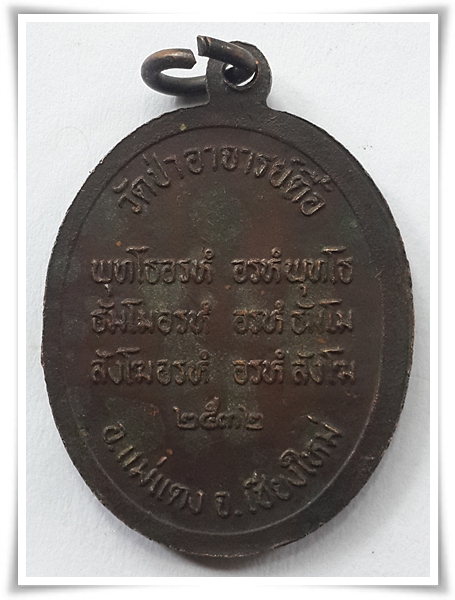 วัดป่าอาจารย์ตื้อ
พุทโธอรหํ อรหํพุทโธ
ธัมโมอรหํ อรหํธัมโม
สังโฆอรหํ อรหํสังโฆ
๒๕๓๒
อ.แม่แตง จ.เชียงใหม่